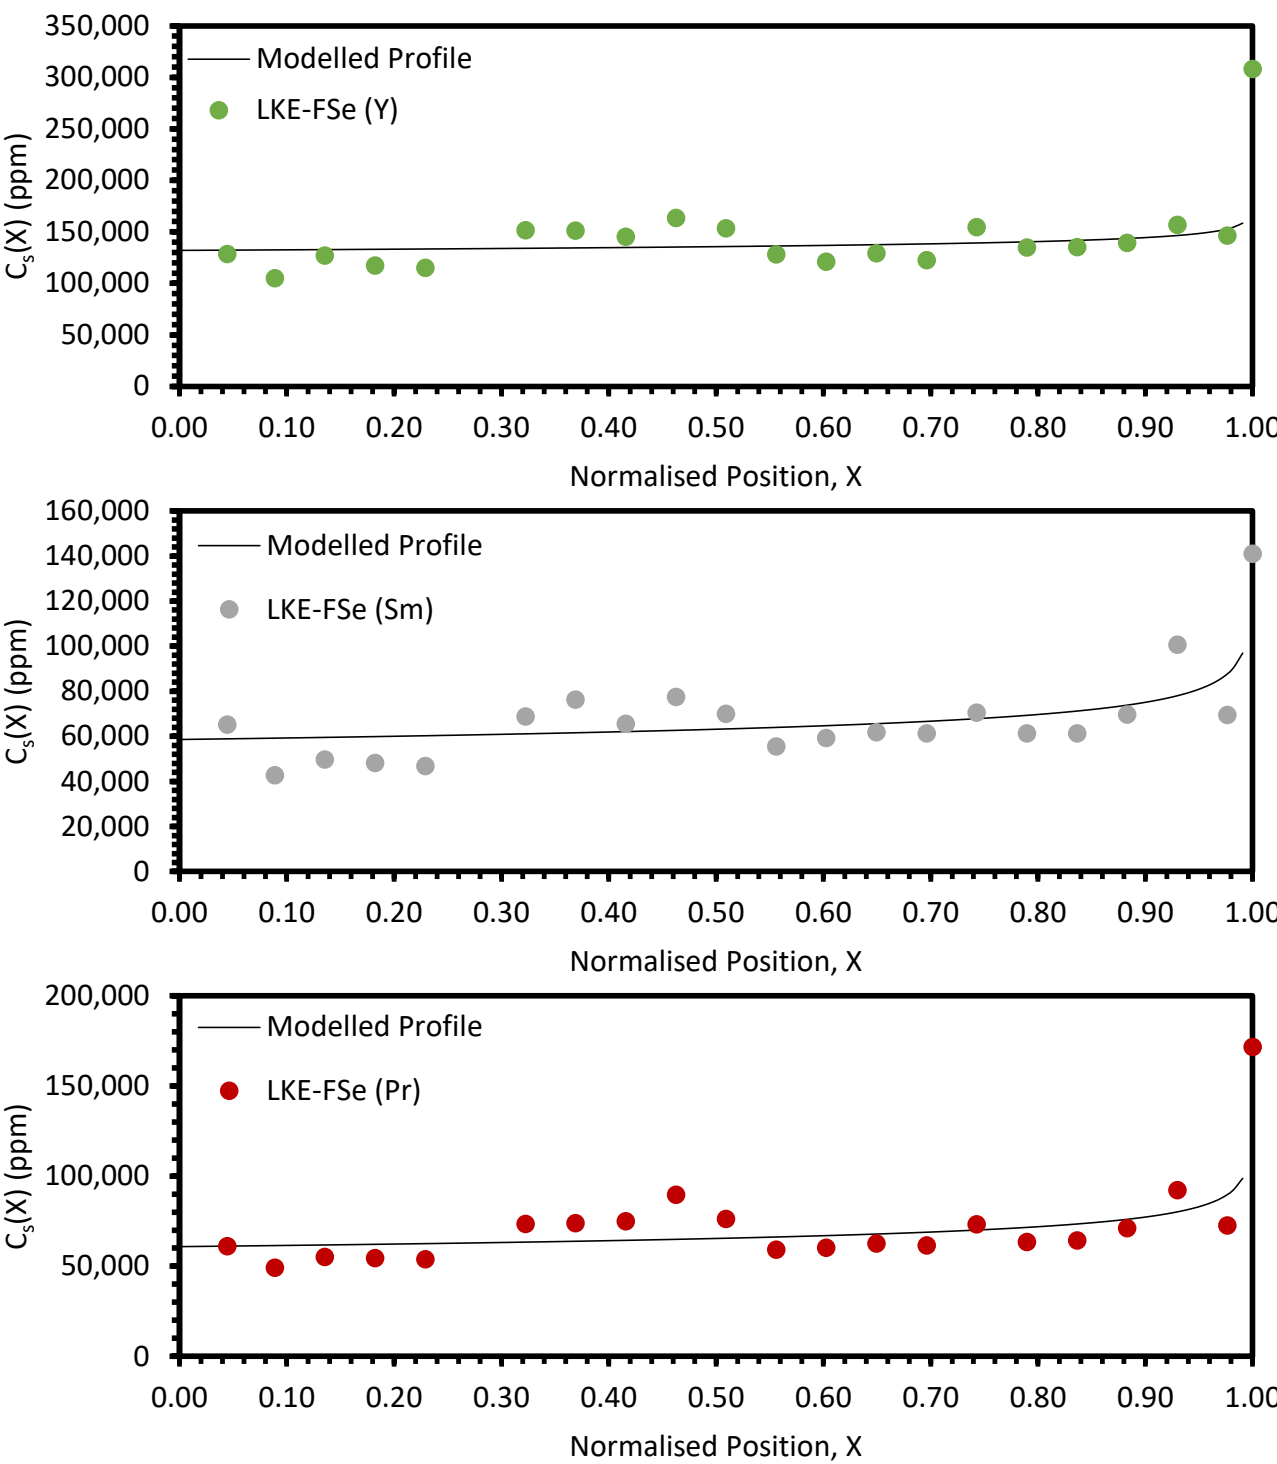 350,000
300,000
250,000
200,000
150,000
100,000
50,000
0
C_s(X) (ppm)
Modelled Profile
LKE-FSe (Y)
0.00 0.10 0.20 0.30 0.40 0.50 0.60 0.70 0.80 0.90 1.00
Normalised Position, X
160,000
140,000
120,000
100,000
80,000
60,000
40,000
20,000
0
C_s(X) (ppm)
Modelled Profile
LKE-FSe (Sm)
0.00 0.10 0.20 0.30 0.40 0.50 0.60 0.70 0.80 0.90 1.00
Normalised Position, X
200,000
150,000
100,000
50,000
0
C_s(X) (ppm)
Modelled Profile
LKE-FSe (Pr)
0.00 0.10 0.20 0.30 0.40 0.50 0.60 0.70 0.80 0.90 1.00
Normalised Position, X